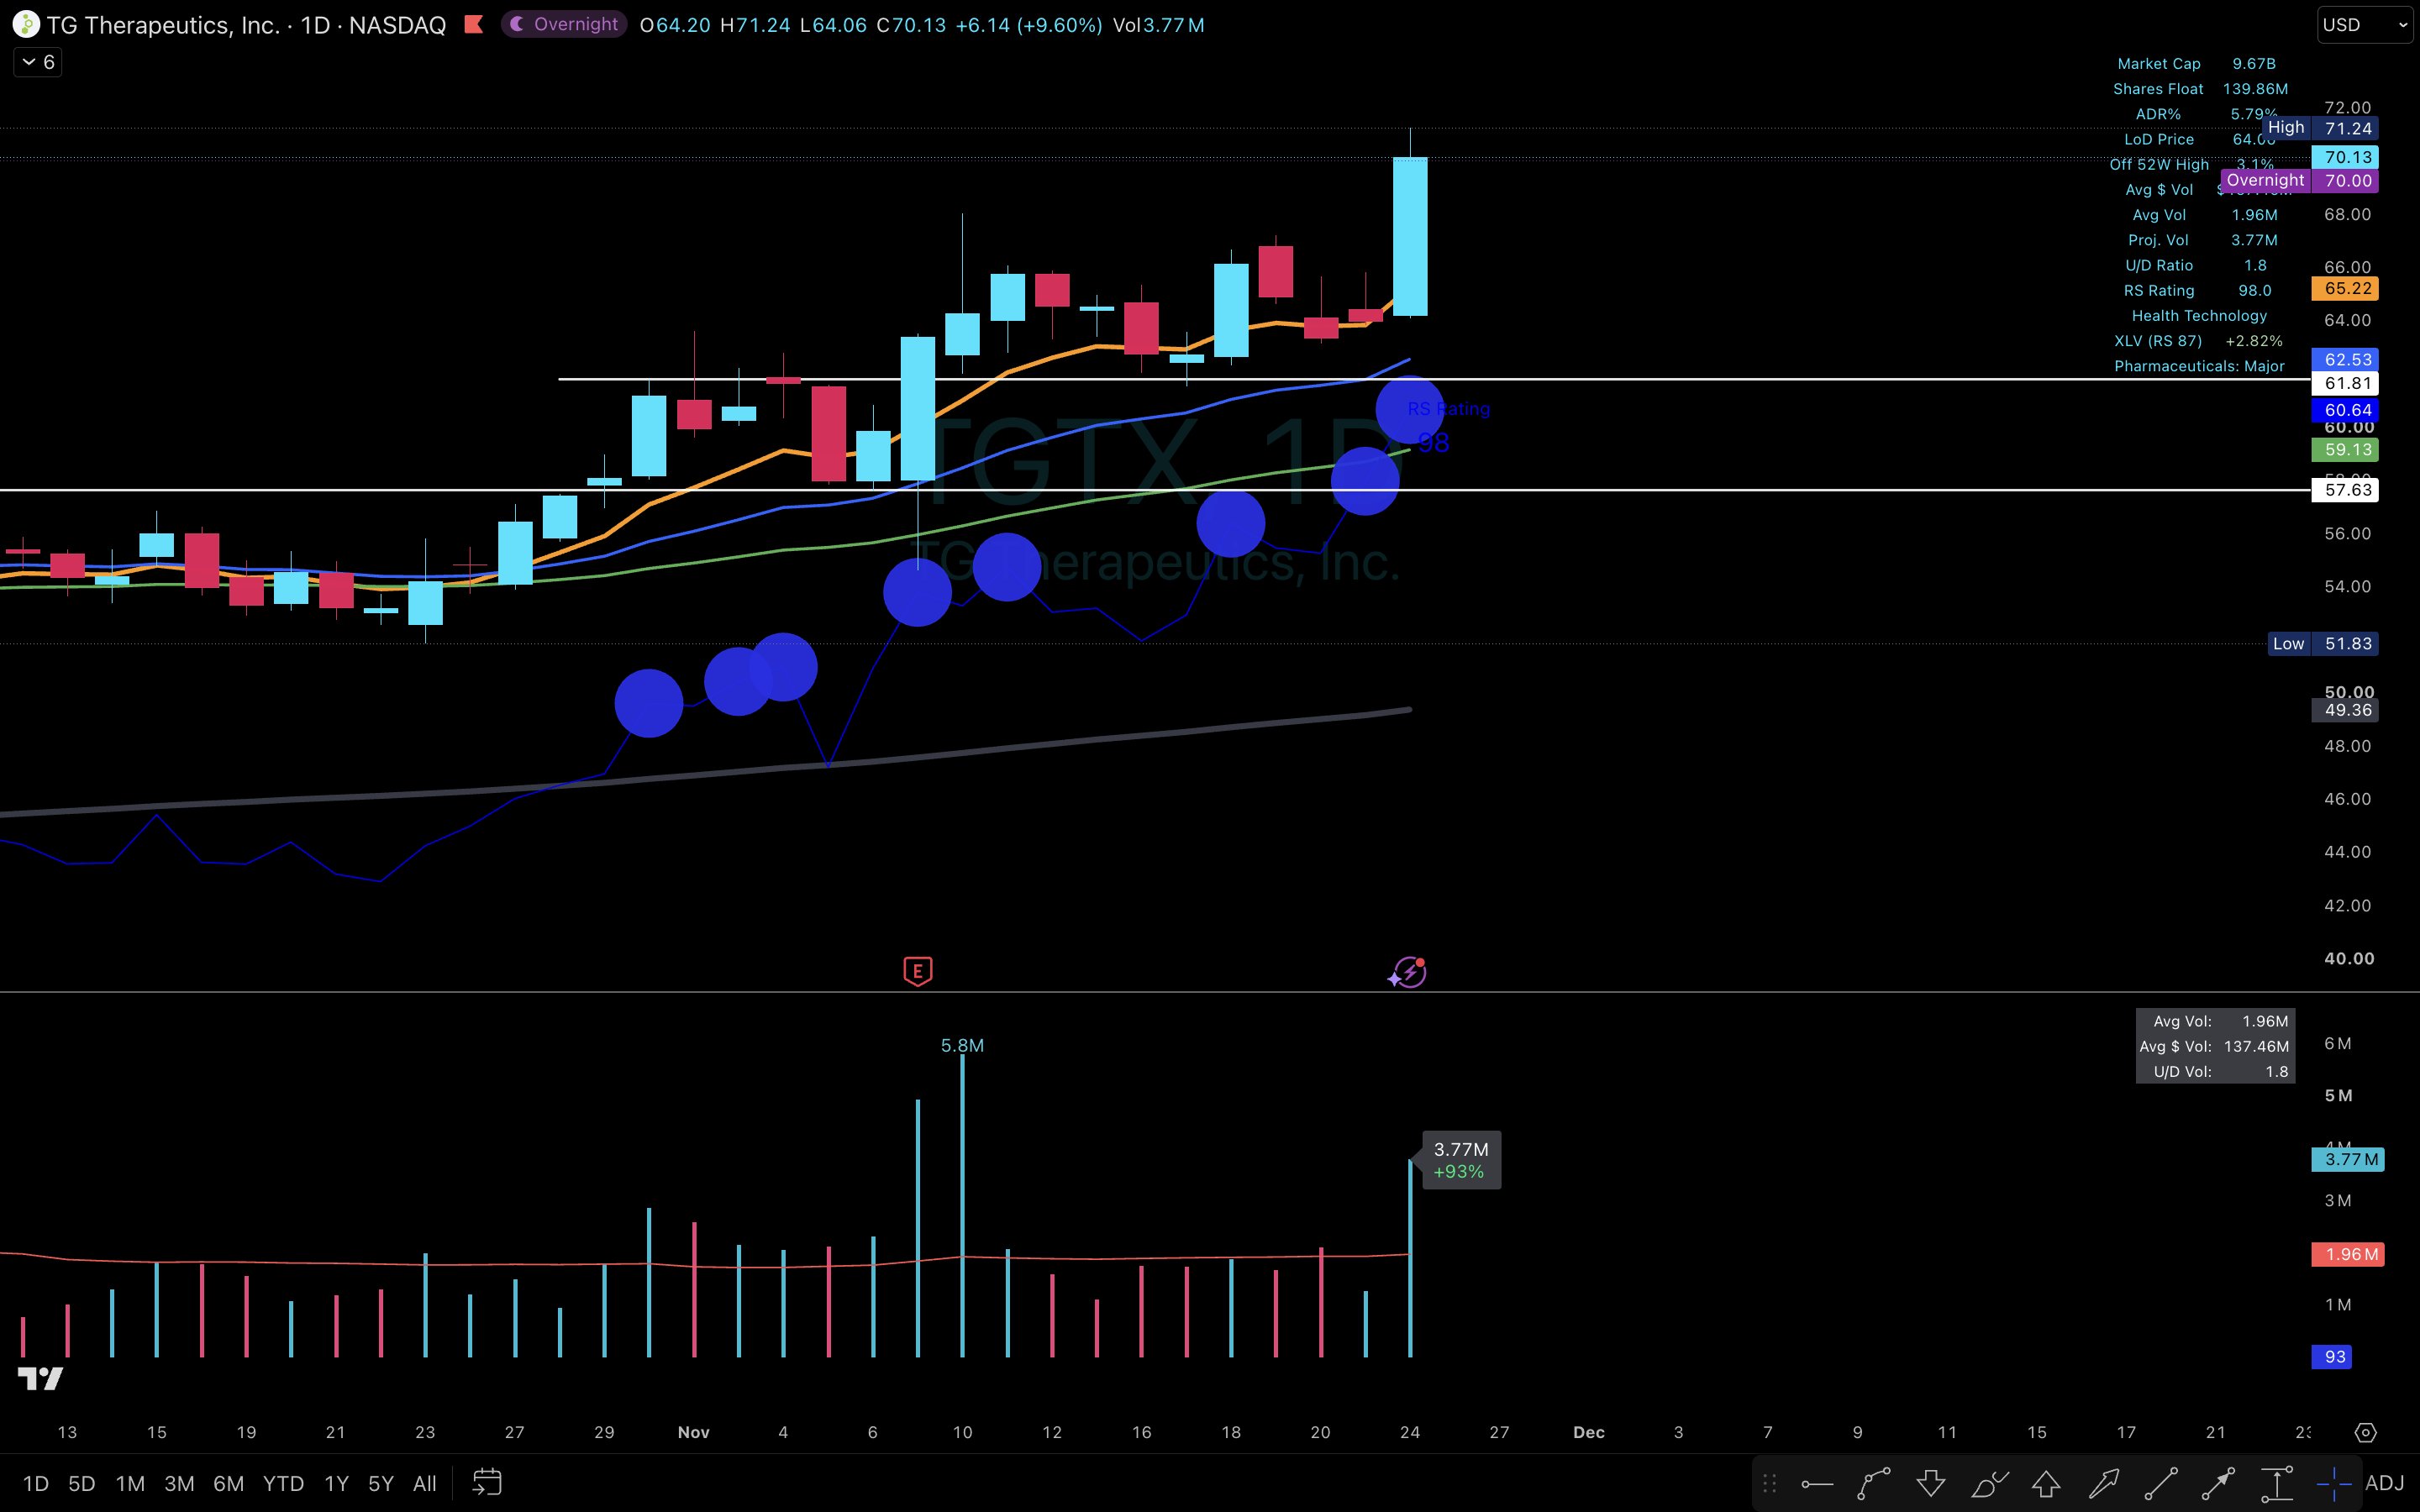 TG Therapeutics, Inc. · 1D · NASDAQ Overnight O64.20 H71.24 L64.06 C70.13 +6.14 (+9.60%) Vol3.77 M
USD
6
Market Cap 9.67B
Shares Float 139.86M
ADR% 5.79%
LoD Price
Off 52W High 3.1%
Avg $ Vol
Avg Vol 1.96M
Proj. Vol 3.77M
U/D Ratio 1.8
RS Rating 98.0
Health Technology
XLV (RS 87) +2.82%
Pharmaceuticals: Major
72.00
High 71.24
70.13
Overnight 70.00
68.00
66.00
65.22
64.00
62.53
61.81
60.64
60.00
59.13
57.63
56.00
54.00
Low 51.83
50.00
49.36
48.00
46.00
44.00
42.00
40.00
TGTX, 1D
TG Therapeutics, Inc.
RS Rating
98
E
5.8M
3.77M
+93%
Avg Vol: 1.96M
Avg $ Vol: 137.46M
U/D Vol: 1.8
6 M
5 M
3.77 M
3 M
1.96 M
1 M
93
13 15 19 21 23 27 29 Nov 4 6 10 12 16 18 20 24 27 Dec 3 7 9 11 15 17 21
1D 5D 1M 3M 6M YTD 1Y 5Y All
ADJ